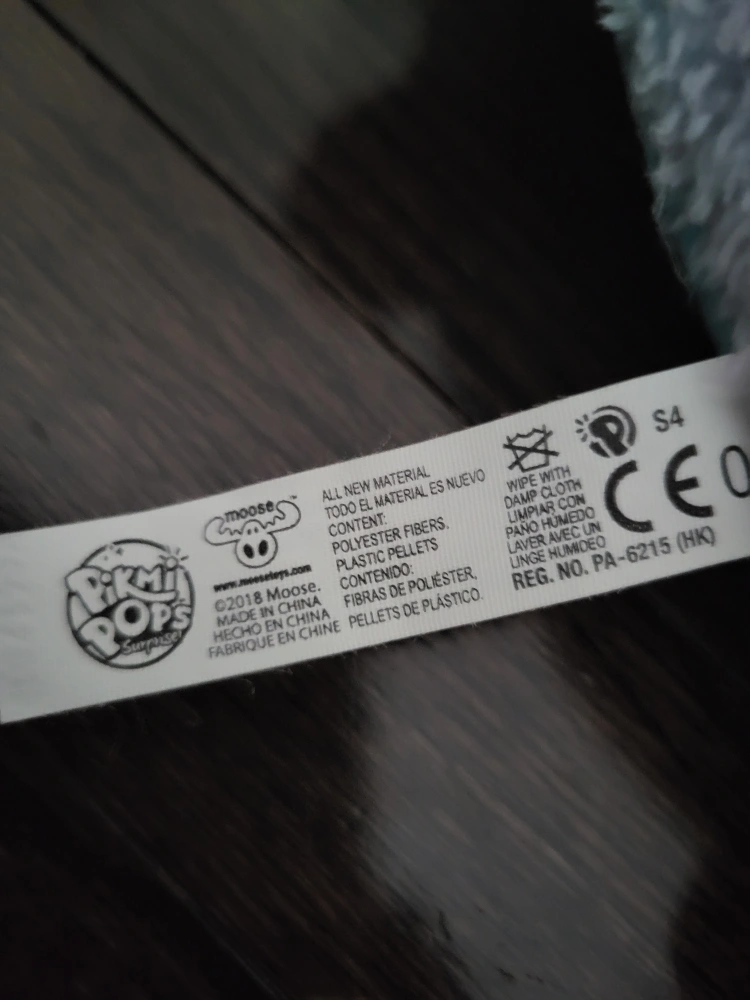 PiKMi
POPS
Surprise
moose™
www.moosetoys.com
©2018 Moose.
MADE IN CHINA
HECHO EN CHINA
FABRIQUE EN CHINE
ALL NEW MATERIAL
TODO EL MATERIAL ES NUEVO
CONTENT:
POLYESTER FIBERS,
PLASTIC PELLETS
CONTENIDO:
FIBRAS DE POLIÉSTER,
PELLETS DE PLÁSTICO.
WIPE WITH
DAMP CLOTH
LIMPIAR CON
PAÑO HÚMEDO
LAVER AVEC UN
LINGE HUMIDEO
P
S4
CE
REG. NO. PA-6215 (HK)